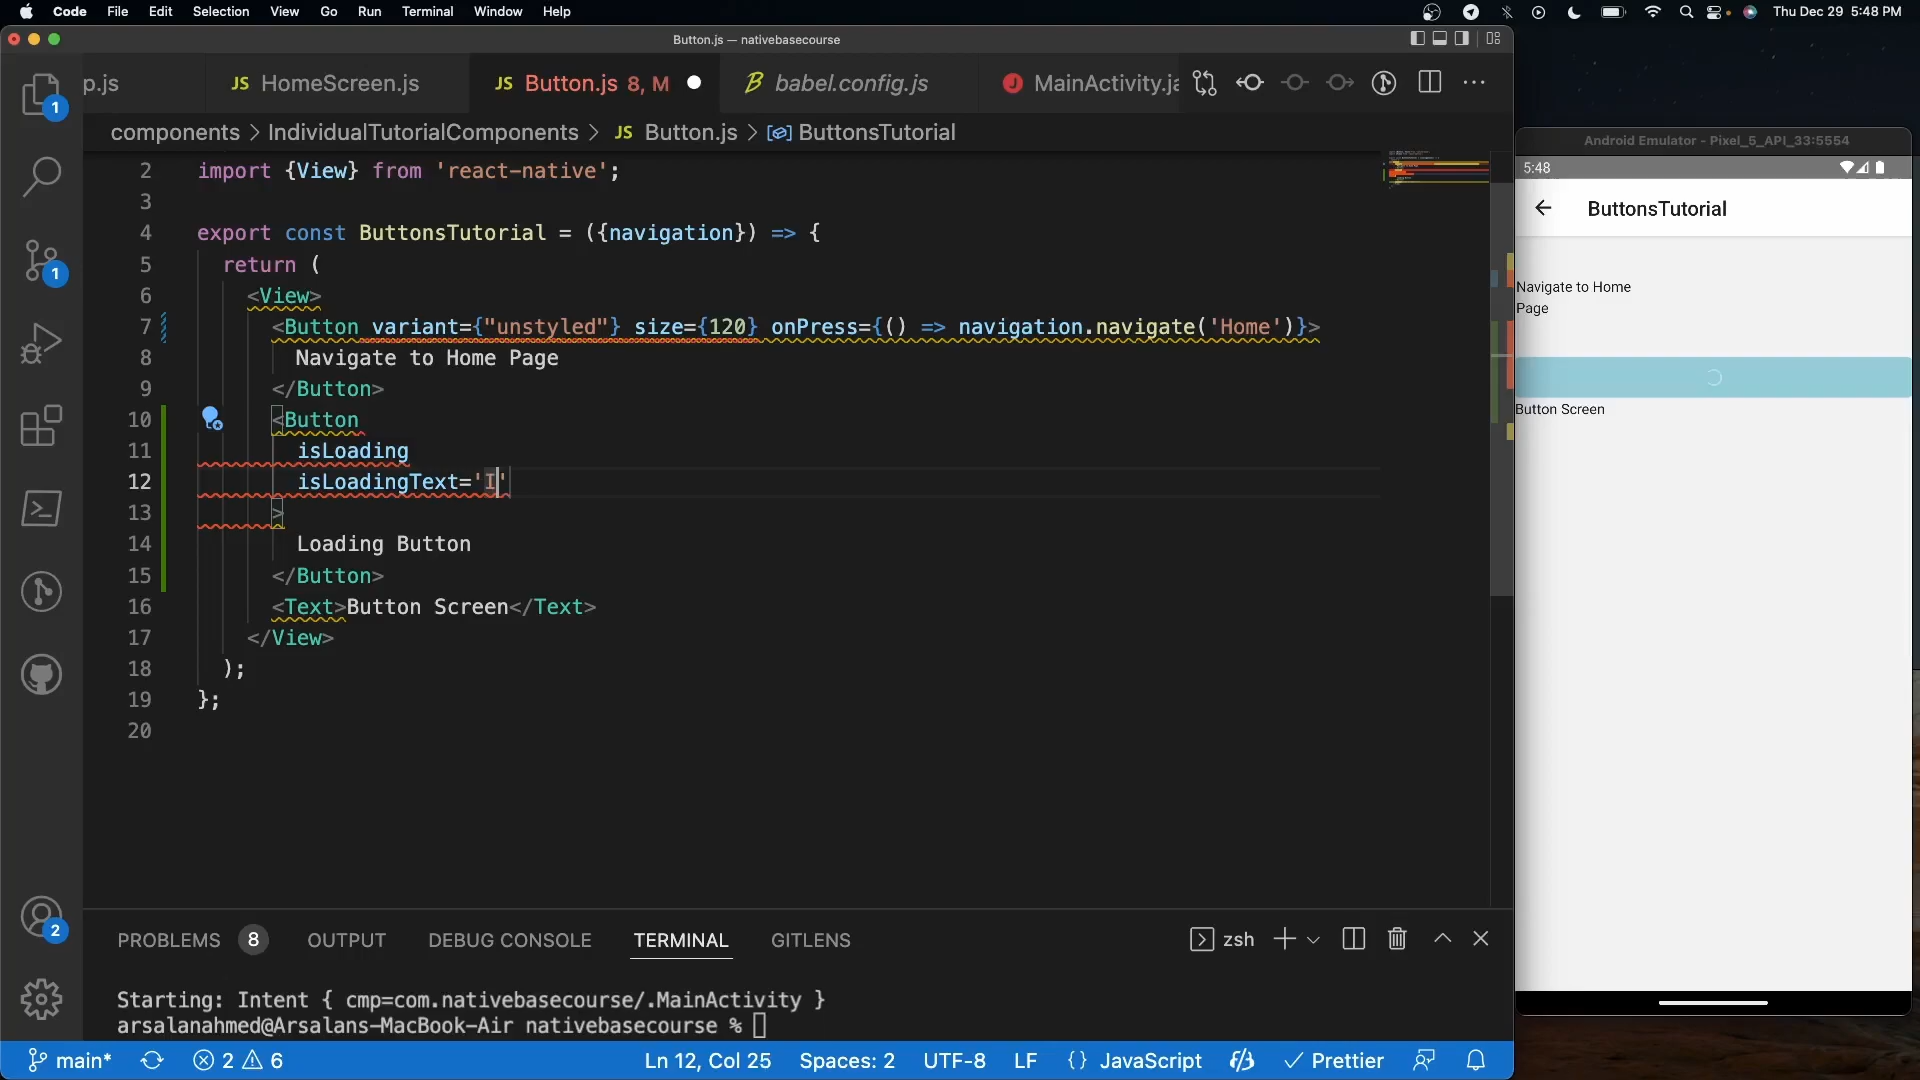 Code File Edit Selection View Go Run Terminal Window Help Thu Dec 29 5:48 PM
Button.js — nativebasecourse
p.js JS HomeScreen.js JS Button.js 8, M babel.config.js J MainActivity.ja
components > IndividualTutorialComponents > JS Button.js > ButtonsTutorial
2 import {View} from 'react-native';
3
4 export const ButtonsTutorial = ({navigation}) => {
5 return (
6 <View>
7 <Button variant={"unstyled"} size={120} onPress={() => navigation.navigate('Home')}>
8 Navigate to Home Page
9 </Button>
10 <Button
11 isLoading
12 isLoadingText='I'
13 >
14 Loading Button
15 </Button>
16 <Text>Button Screen</Text>
17 </View>
18 );
19 };
20
1
1
2
PROBLEMS 8 OUTPUT DEBUG CONSOLE TERMINAL GITLENS zsh
Starting: Intent { cmp=com.nativebasecourse/.MainActivity }
arsalanahmed@Arsalans-MacBook-Air nativebasecourse %
main* 2 6 Ln 12, Col 25 Spaces: 2 UTF-8 LF {} JavaScript Prettier
Android Emulator - Pixel_5_API_33:5554
5:48
ButtonsTutorial
Navigate to Home
Page
Button Screen